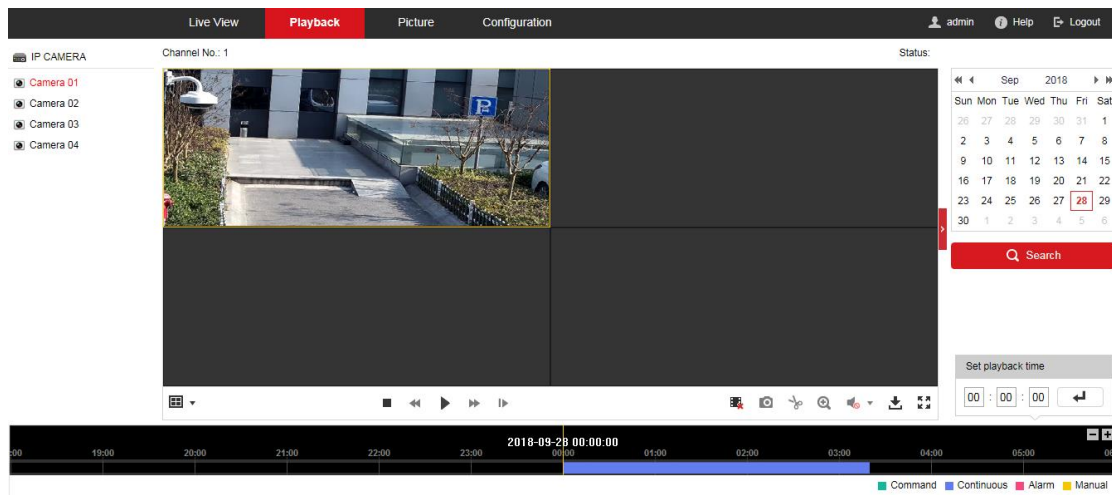 Live View Playback Picture Configuration admin Help Logout
IP CAMERA
Camera 01
Camera 02
Camera 03
Camera 04
Channel No.: 1 Status:
P
Sep 2018
Sun Mon Tue Wed Thu Fri Sat
26 27 28 29 30 31 1
2 3 4 5 6 7 8
9 10 11 12 13 14 15
16 17 18 19 20 21 22
23 24 25 26 27 28 29
30 1 2 3 4 5 6
Search
Set playback time
00 : 00 : 00
2018-09-28 00:00:00
:00 19:00 20:00 21:00 22:00 23:00 00:00 01:00 02:00 03:00 04:00 05:00 06
Command Continuous Alarm Manual